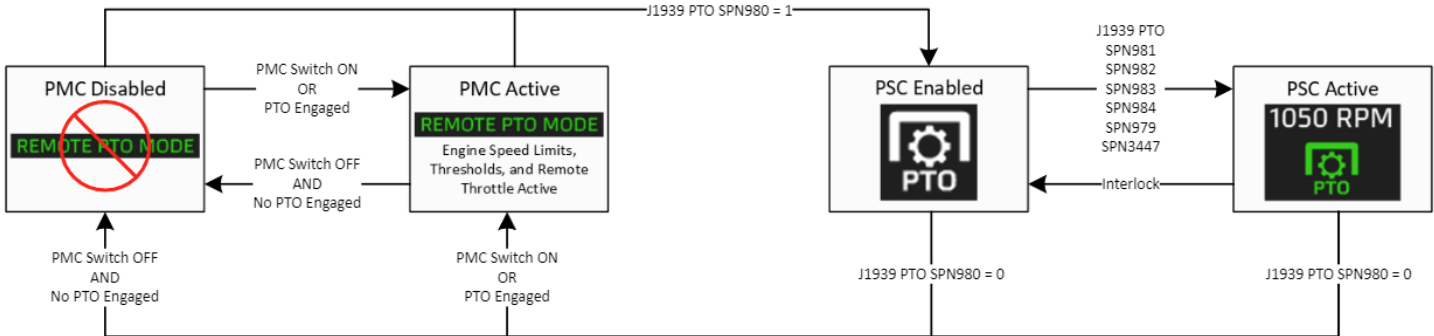 J1939 PTO SPN980 = 1
PMC Disabled
REMOTE PTO MODE
PMC Switch ON
OR
PTO Engaged
PMC Switch OFF
AND
No PTO Engaged
PMC Active
REMOTE PTO MODE
Engine Speed Limits,
Thresholds, and Remote
Throttle Active
PSC Enabled
PTO
J1939 PTO
SPN981
SPN982
SPN983
SPN984
SPN979
SPN3447
Interlock
PSC Active
1050 RPM
PTO
PMC Switch OFF
AND
No PTO Engaged
PMC Switch ON
OR
PTO Engaged
J1939 PTO SPN980 = 0
J1939 PTO SPN980 = 0